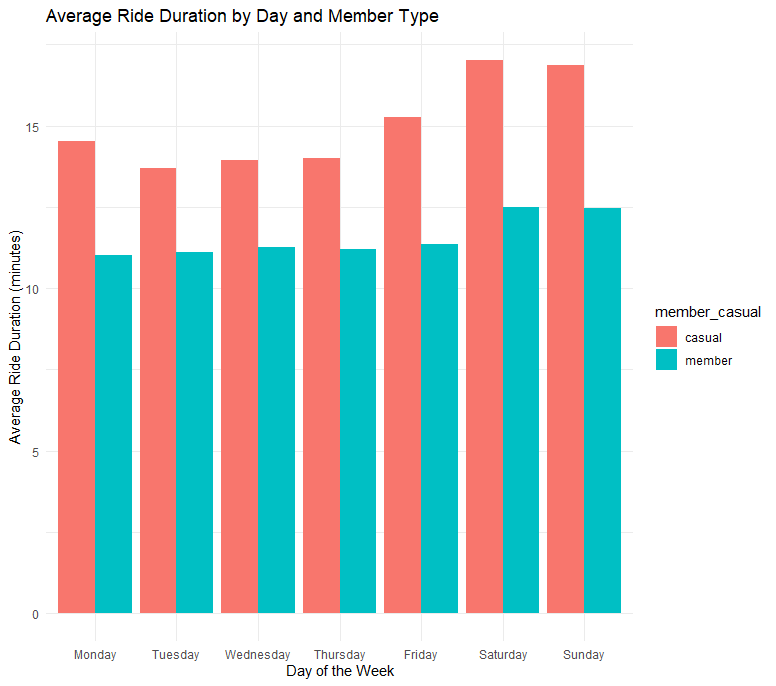 Average Ride Duration by Day and Member Type
Average Ride Duration (minutes)
15
10
5
0
Monday Tuesday Wednesday Thursday Friday Saturday Sunday
Day of the Week
member_casual
casual
member